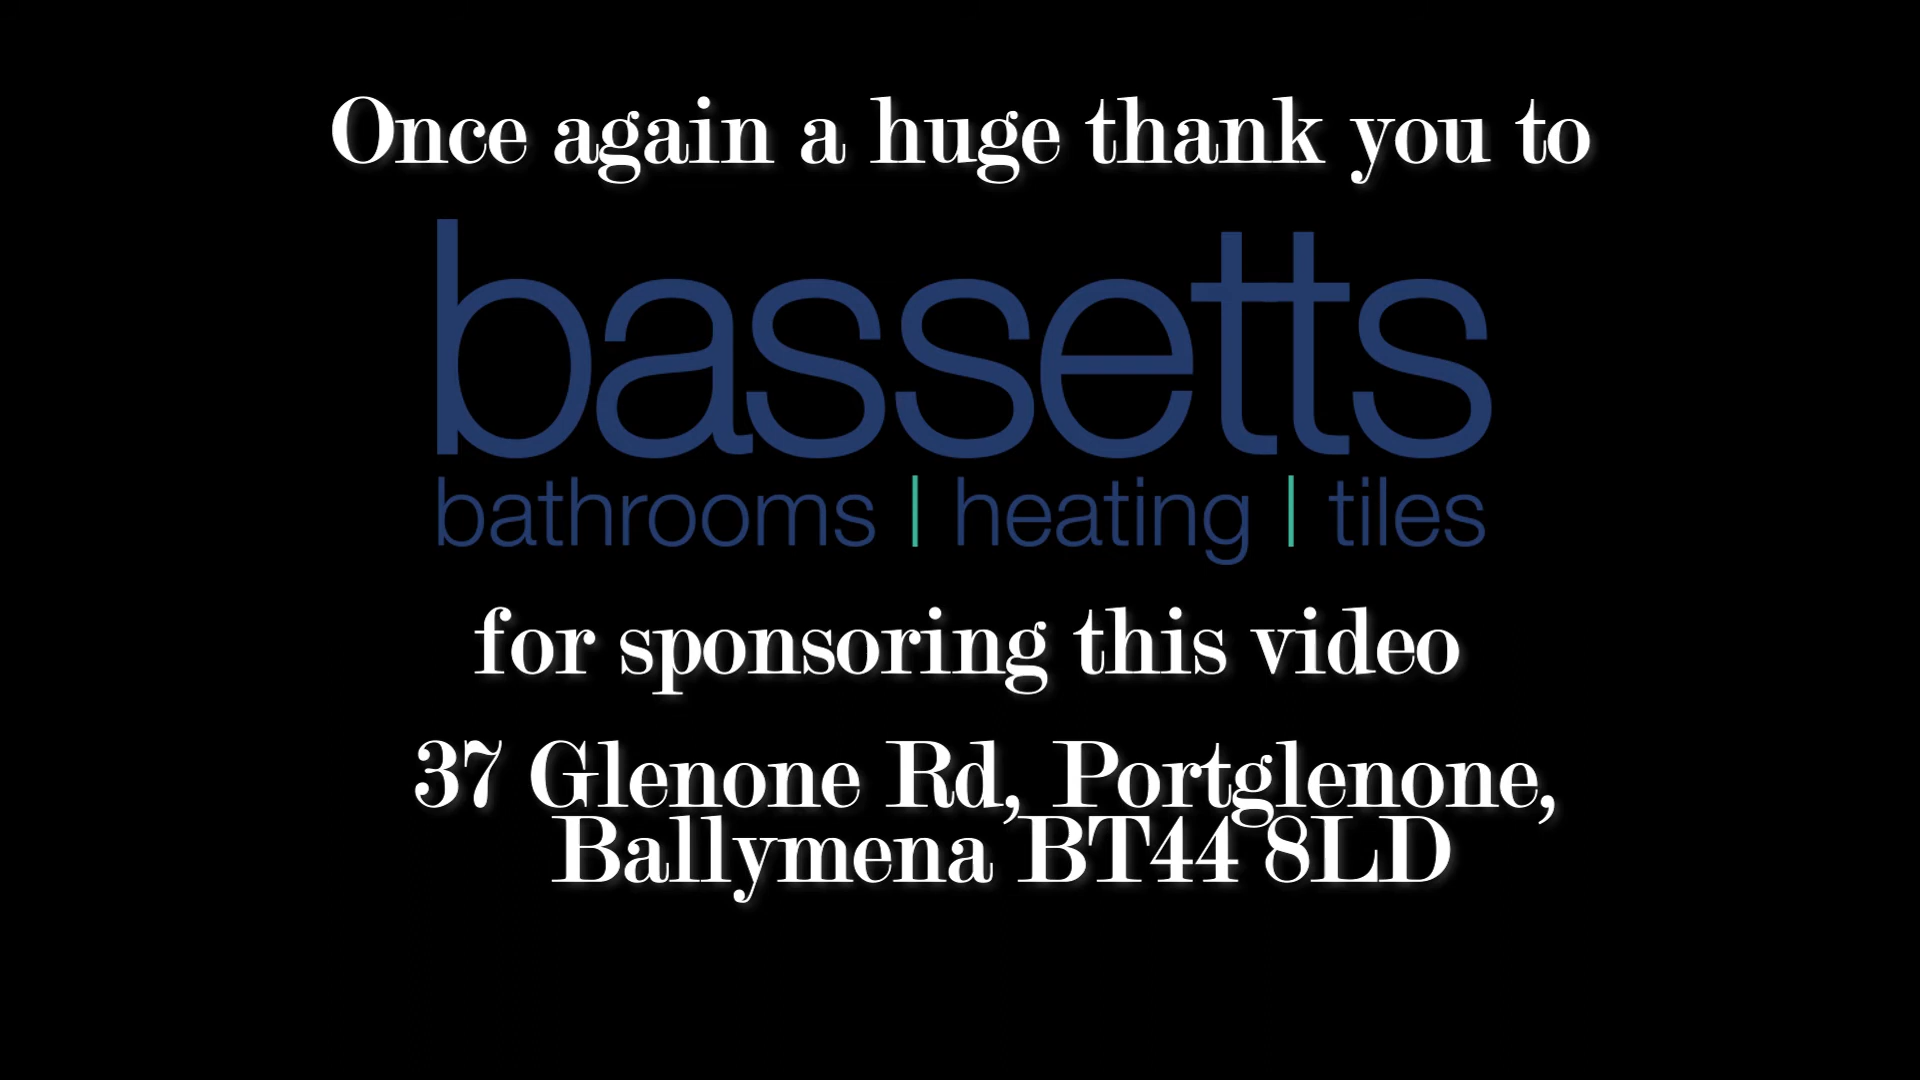 Once again a huge thank you to
bassetts
bathrooms | heating | tiles
for sponsoring this video
37 Glenone Rd, Portglenone,
Ballymena BT44 8LD